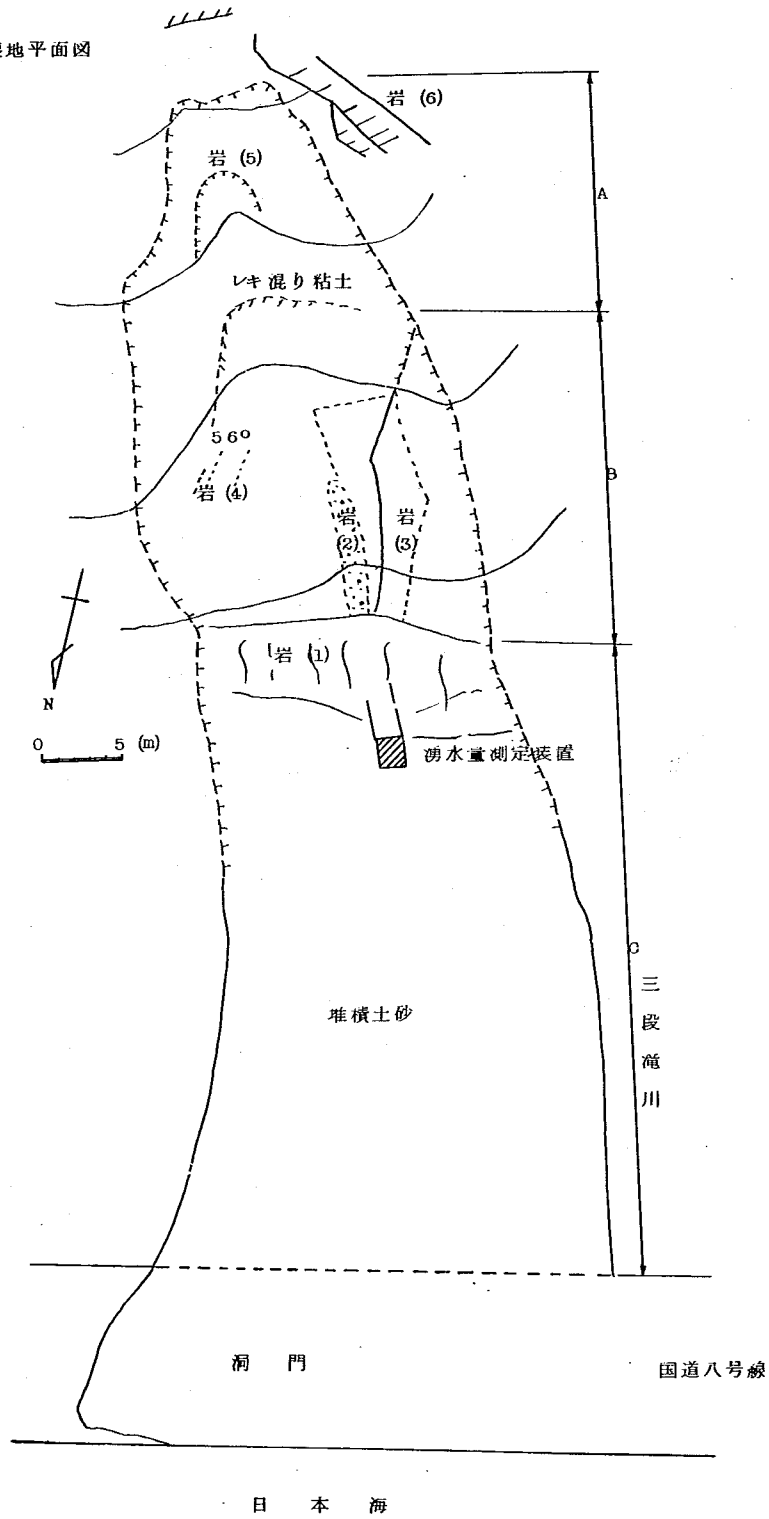 地平面図
岩 (6)
岩 (5)
A
レキ混り粘土
56°
B
岩 (4)
岩 (2)
岩 (3)
岩 (1)
N
0 5 (m)
湧水量測定装置
C
三段滝川
堆積土砂
洞 門
国道八号線
日 本 海